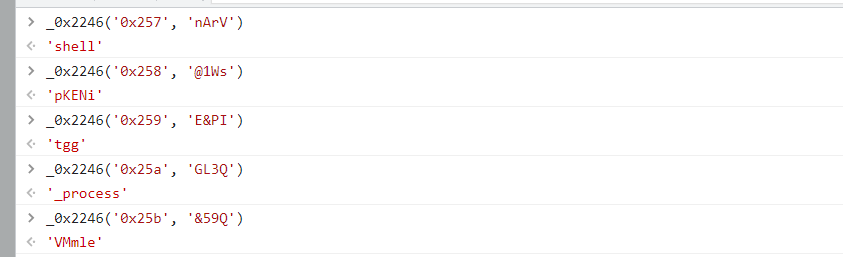 > _0x2246('0x257', 'nArV')
'shell'
> _0x2246('0x258', '@1Ws')
'pKENi'
> _0x2246('0x259', 'E&PI')
'tgg'
> _0x2246('0x25a', 'GL3Q')
'_process'
> _0x2246('0x25b', '&59Q')
'VMmle'